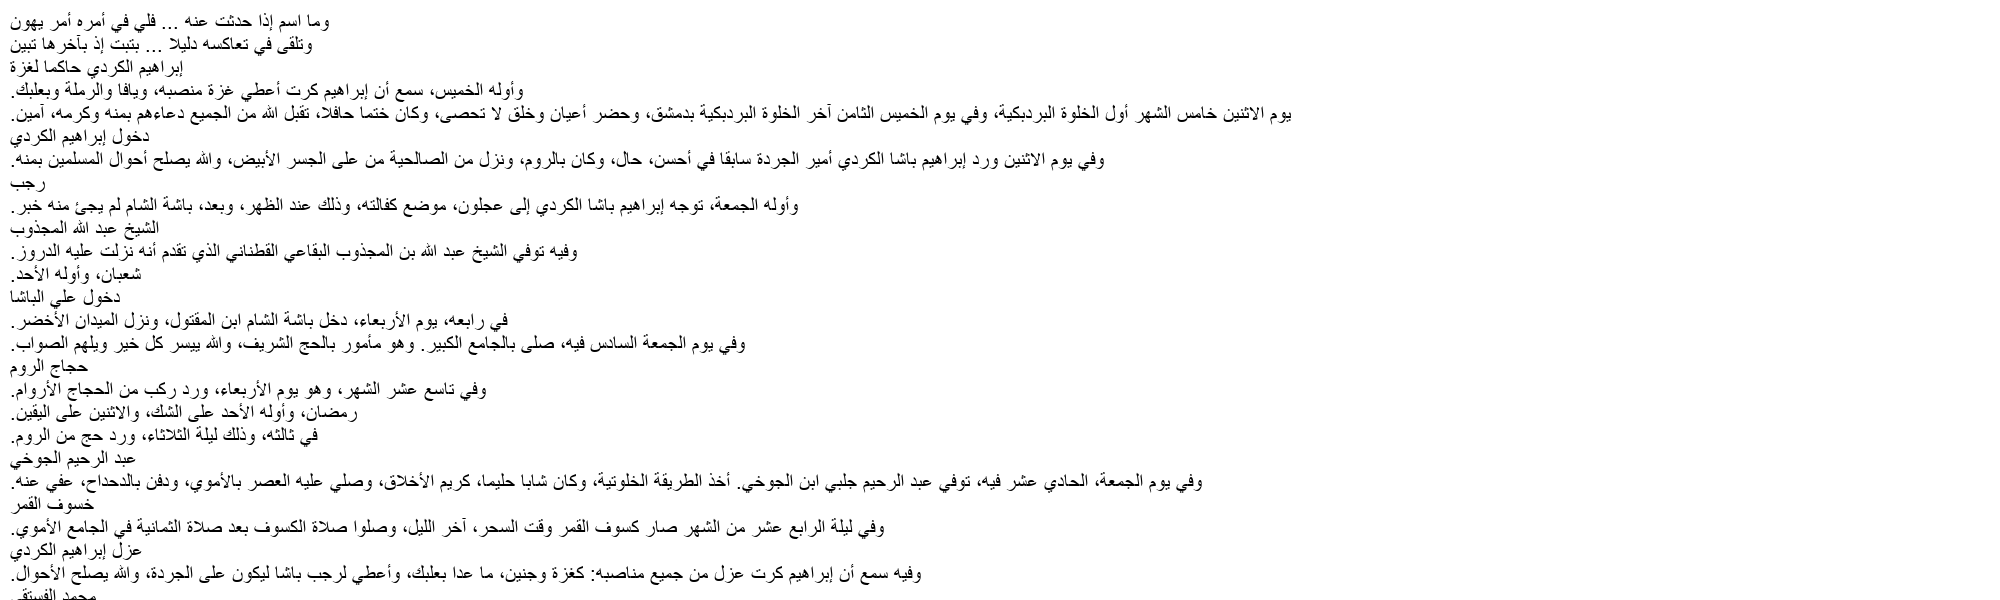 وما اسم إذا حدثت عنه ... فلي في أمره أمر يهون
وتلقى في تعاكسه دليلا ... بتبت إذ بآخرها تبين
إبراهيم الكردي حاكما لغزة
وأوله الخميس، سمع أن إبراهيم كرت أعطي غزة منصبه، ويافا والرملة وبعلبك.
يوم الاثنين خامس الشهر أول الخلوة البردبكية، وفي يوم الخميس الثامن آخر الخلوة البردبكية بدمشق، وحضر أعيان وخلق لا تحصى، وكان ختما حافلا، تقبل الله من الجميع دعاءهم بمنه وكرمه، آمين.
دخول إبراهيم الكردي
وفي يوم الاثنين ورد إبراهيم باشا الكردي أمير الجردة سابقا في أحسن، حال، وكان بالروم، ونزل من الصالحية من على الجسر الأبيض، والله يصلح أحوال المسلمين بمنه.
رجب
وأوله الجمعة، توجه إبراهيم باشا الكردي إلى عجلون، موضع كفالته، وذلك عند الظهر، وبعد، باشة الشام لم يجئ منه خبر.
الشيخ عبد الله المجذوب
وفيه توفي الشيخ عبد الله بن المجذوب البقاعي القطناني الذي تقدم أنه نزلت عليه الدروز.
شعبان، وأوله الأحد.
دخول علي الباشا
في رابعه، يوم الأربعاء، دخل باشة الشام ابن المقتول، ونزل الميدان الأخضر.
وفي يوم الجمعة السادس فيه، صلى بالجامع الكبير. وهو مأمور بالحج الشريف، والله ييسر كل خير ويلهم الصواب.
حجاج الروم
وفي تاسع عشر الشهر، وهو يوم الأربعاء، ورد ركب من الحجاج الأروام.
رمضان، وأوله الأحد على الشك، والاثنين على اليقين.
في ثالثه، وذلك ليلة الثلاثاء، ورد حج من الروم.
عبد الرحيم الجوخي
وفي يوم الجمعة، الحادي عشر فيه، توفي عبد الرحيم جلبي ابن الجوخي. أخذ الطريقة الخلوتية، وكان شابا حليما، كريم الأخلاق، وصلي عليه العصر بالأموي، ودفن بالدحداح، عفي عنه.
خسوف القمر
وفي ليلة الرابع عشر من الشهر صار كسوف القمر وقت السحر، آخر الليل، وصلوا صلاة الكسوف بعد صلاة الثمانية في الجامع الأموي.
عزل إبراهيم الكردي
وفيه سمع أن إبراهيم كرت عزل من جميع مناصبه: كغزة وجنين، ما عدا بعلبك، وأعطي لرجب باشا ليكون على الجردة، والله يصلح الأحوال.
محمد الفستقي